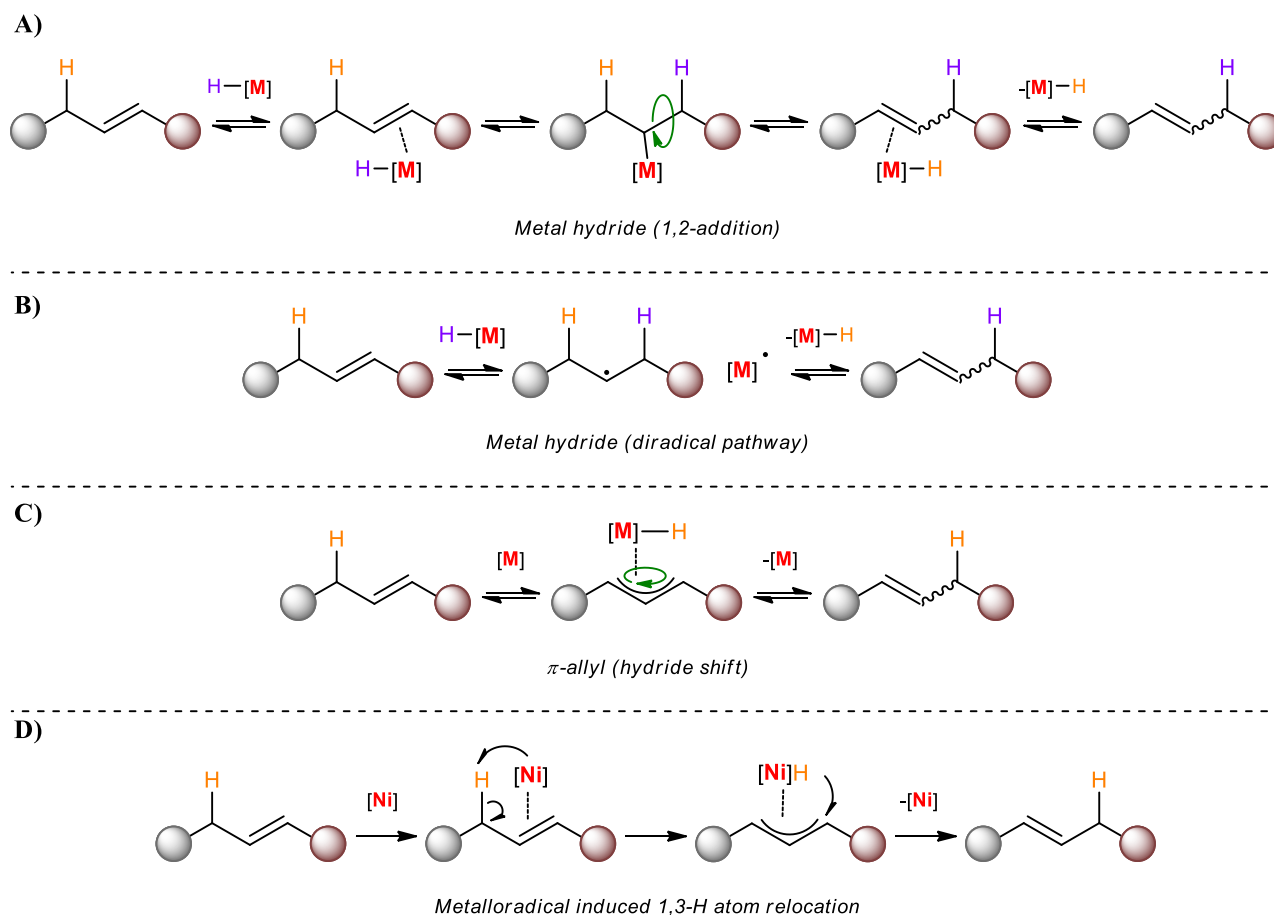 A)
H
H-[M]
H
H-[M]
H H
[M]
H
[M]-H
-[M]-H
H
Metal hydride (1,2-addition)
B)
H
H-[M]
H H
[M]•
-[M]-H
H
Metal hydride (diradical pathway)
C)
H
[M]
[M]-H
-[M]
H
π-allyl (hydride shift)
D)
H
[Ni]
H
[Ni]
[Ni]H
-[Ni]
H
Metalloradical induced 1,3-H atom relocation